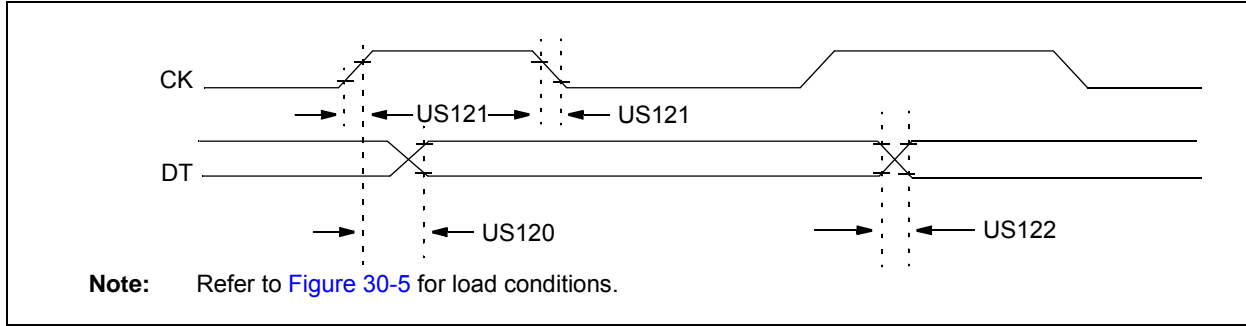 CK
US121 US121
DT
US120 US122
Note: Refer to Figure 30-5 for load conditions.